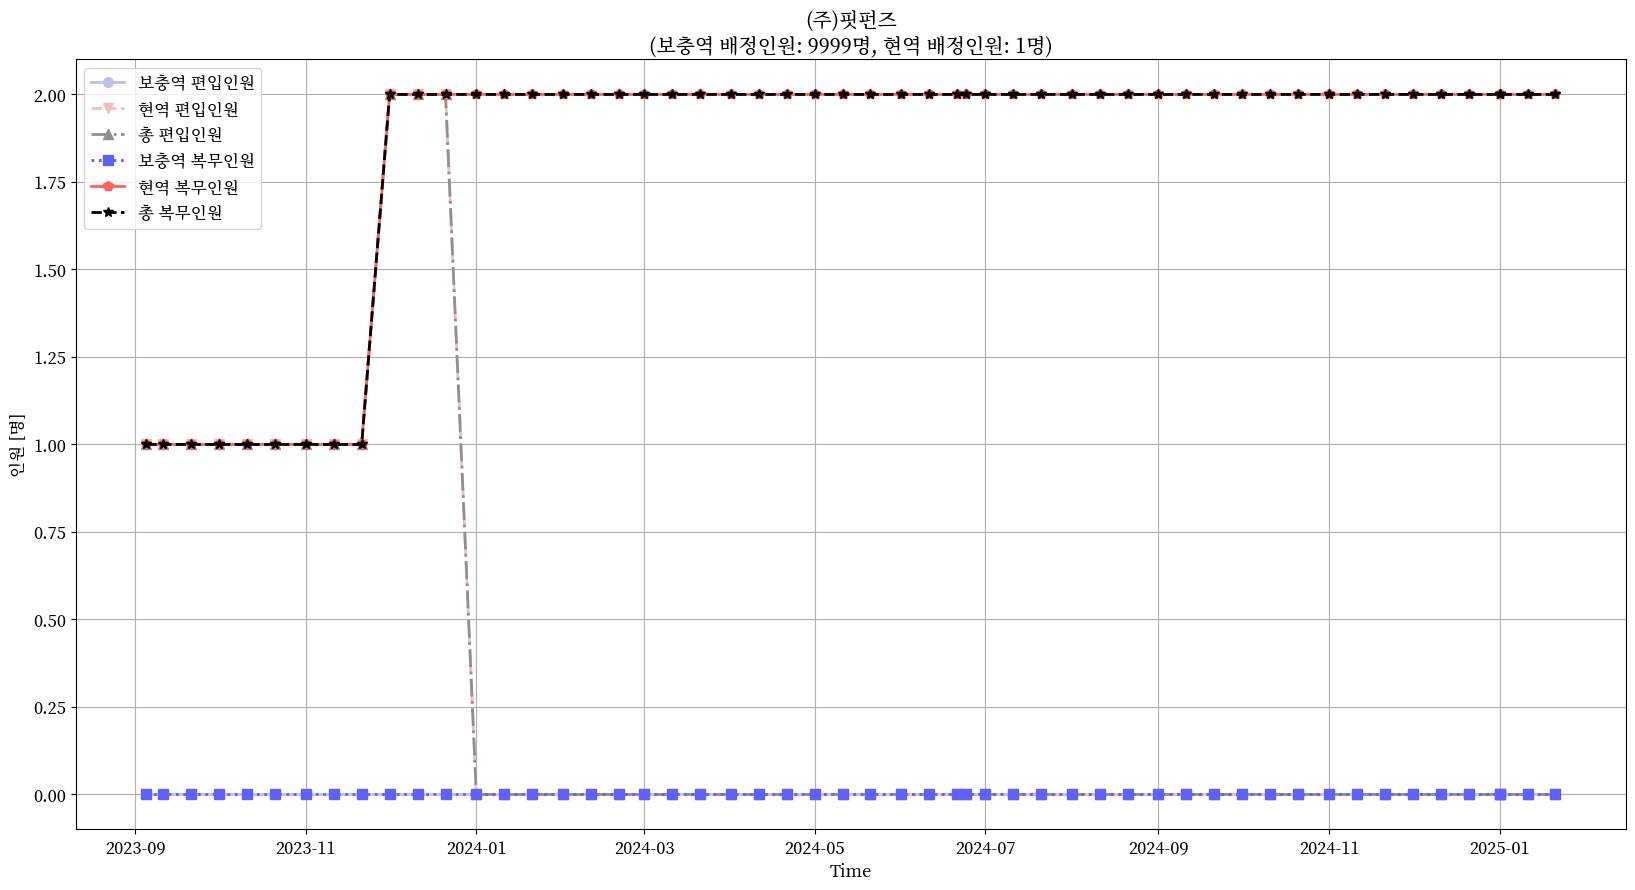 (주)핏펀즈
(보충역 배정인원: 9999명, 현역 배정인원: 1명)
보충역 편입인원
현역 편입인원
총 편입인원
보충역 복무인원
현역 복무인원
총 복무인원
인원 [명]
2.00
1.75
1.50
1.25
1.00
0.75
0.50
0.25
0.00
2023-09
2023-11
2024-01
2024-03
2024-05
2024-07
2024-09
2024-11
2025-01
Time